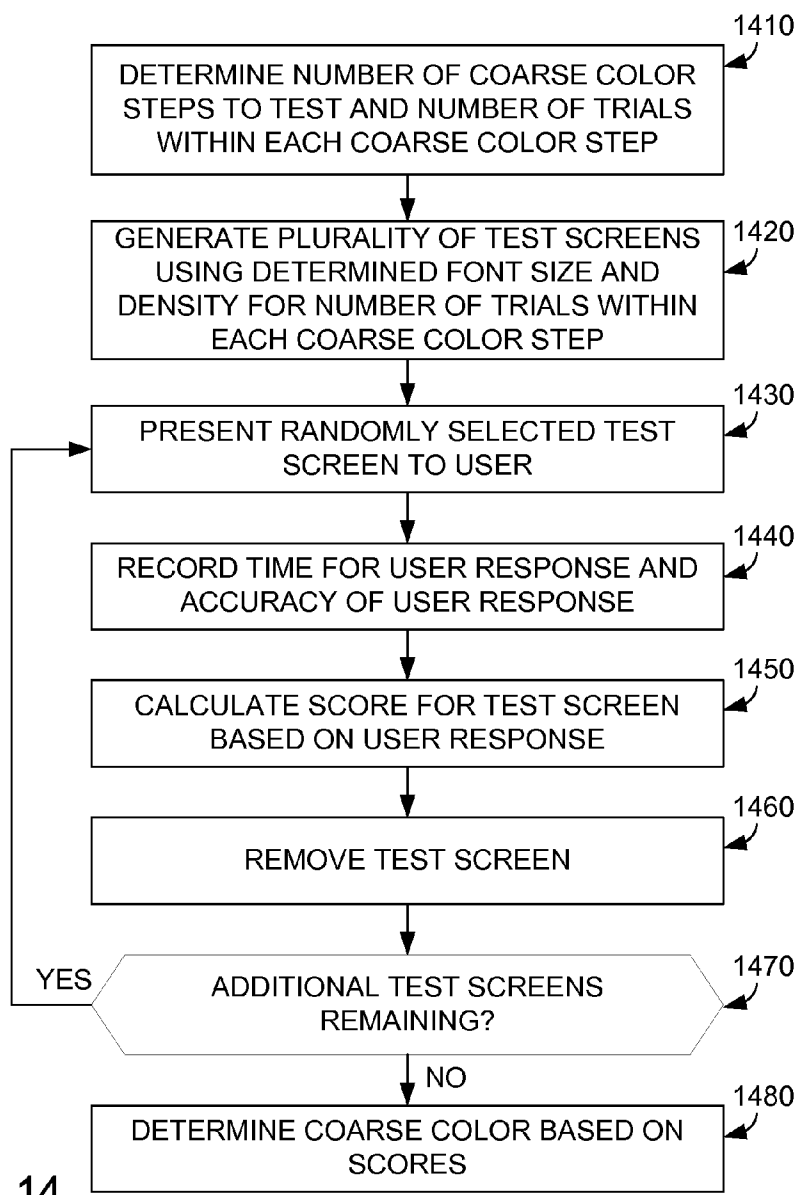 1410
DETERMINE NUMBER OF COARSE COLOR
STEPS TO TEST AND NUMBER OF TRIALS
WITHIN EACH COARSE COLOR STEP
1420
GENERATE PLURALITY OF TEST SCREENS
USING DETERMINED FONT SIZE AND
DENSITY FOR NUMBER OF TRIALS WITHIN
EACH COARSE COLOR STEP
1430
PRESENT RANDOMLY SELECTED TEST
SCREEN TO USER
1440
RECORD TIME FOR USER RESPONSE AND
ACCURACY OF USER RESPONSE
1450
CALCULATE SCORE FOR TEST SCREEN
BASED ON USER RESPONSE
1460
REMOVE TEST SCREEN
1470
YES
ADDITIONAL TEST SCREENS
REMAINING?
NO
1480
DETERMINE COARSE COLOR BASED ON
SCORES
14